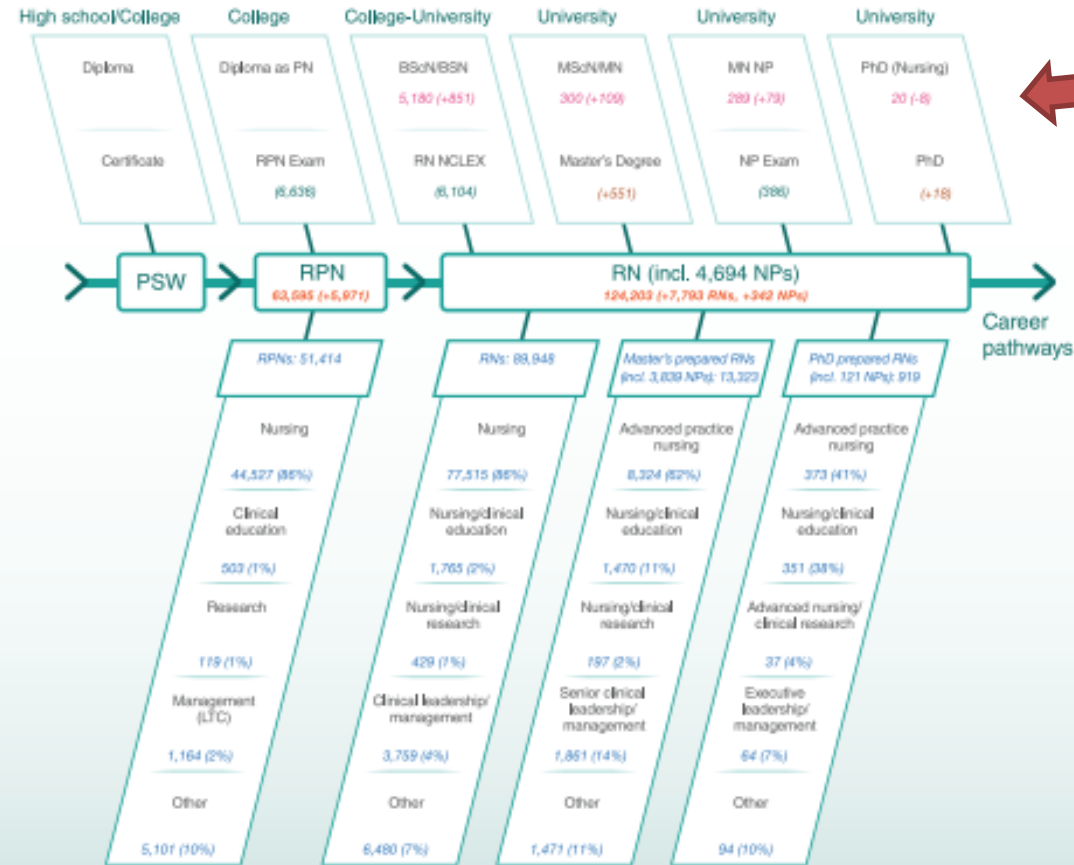 High school/College
Diploma
Certificate
College
Diploma as PN
RPN Exam
(6,636)
College-University
BScN/BSN
5,180 (+851)
RN NCLEX
(6,104)
University
MScN/MN
300 (+109)
Master's Degree
(+551)
University
MN NP
289 (+79)
NP Exam
(386)
University
PhD (Nursing)
20 (-8)
PhD
(+18)
PSW
RPN
63,595 (+5,971)
RN (incl. 4,694 NPs)
124,203 (+7,793 RNs, +342 NPs)
Career
pathways
RPNs: 51,414
Nursing
44,527 (86%)
Clinical
education
503 (1%)
Research
119 (1%)
Management
(LTC)
1,164 (2%)
Other
5,101 (10%)
RNs: 89,948
Nursing
77,515 (86%)
Nursing/clinical
education
1,765 (2%)
Nursing/clinical
research
429 (1%)
Clinical leadership/
management
3,759 (4%)
Other
6,480 (7%)
Master's prepared RNs
(incl. 3,839 NPs): 13,323
Advanced practice
nursing
8,324 (62%)
Nursing/clinical
education
1,470 (11%)
Nursing/clinical
research
197 (2%)
Senior clinical
leadership/
management
1,861 (14%)
Other
1,471 (11%)
PhD prepared RNs
(incl. 121 NPs): 919
Advanced practice
nursing
373 (41%)
Nursing/clinical
education
351 (38%)
Advanced nursing/
clinical research
37 (4%)
Executive
leadership/
management
64 (7%)
Other
94 (10%)